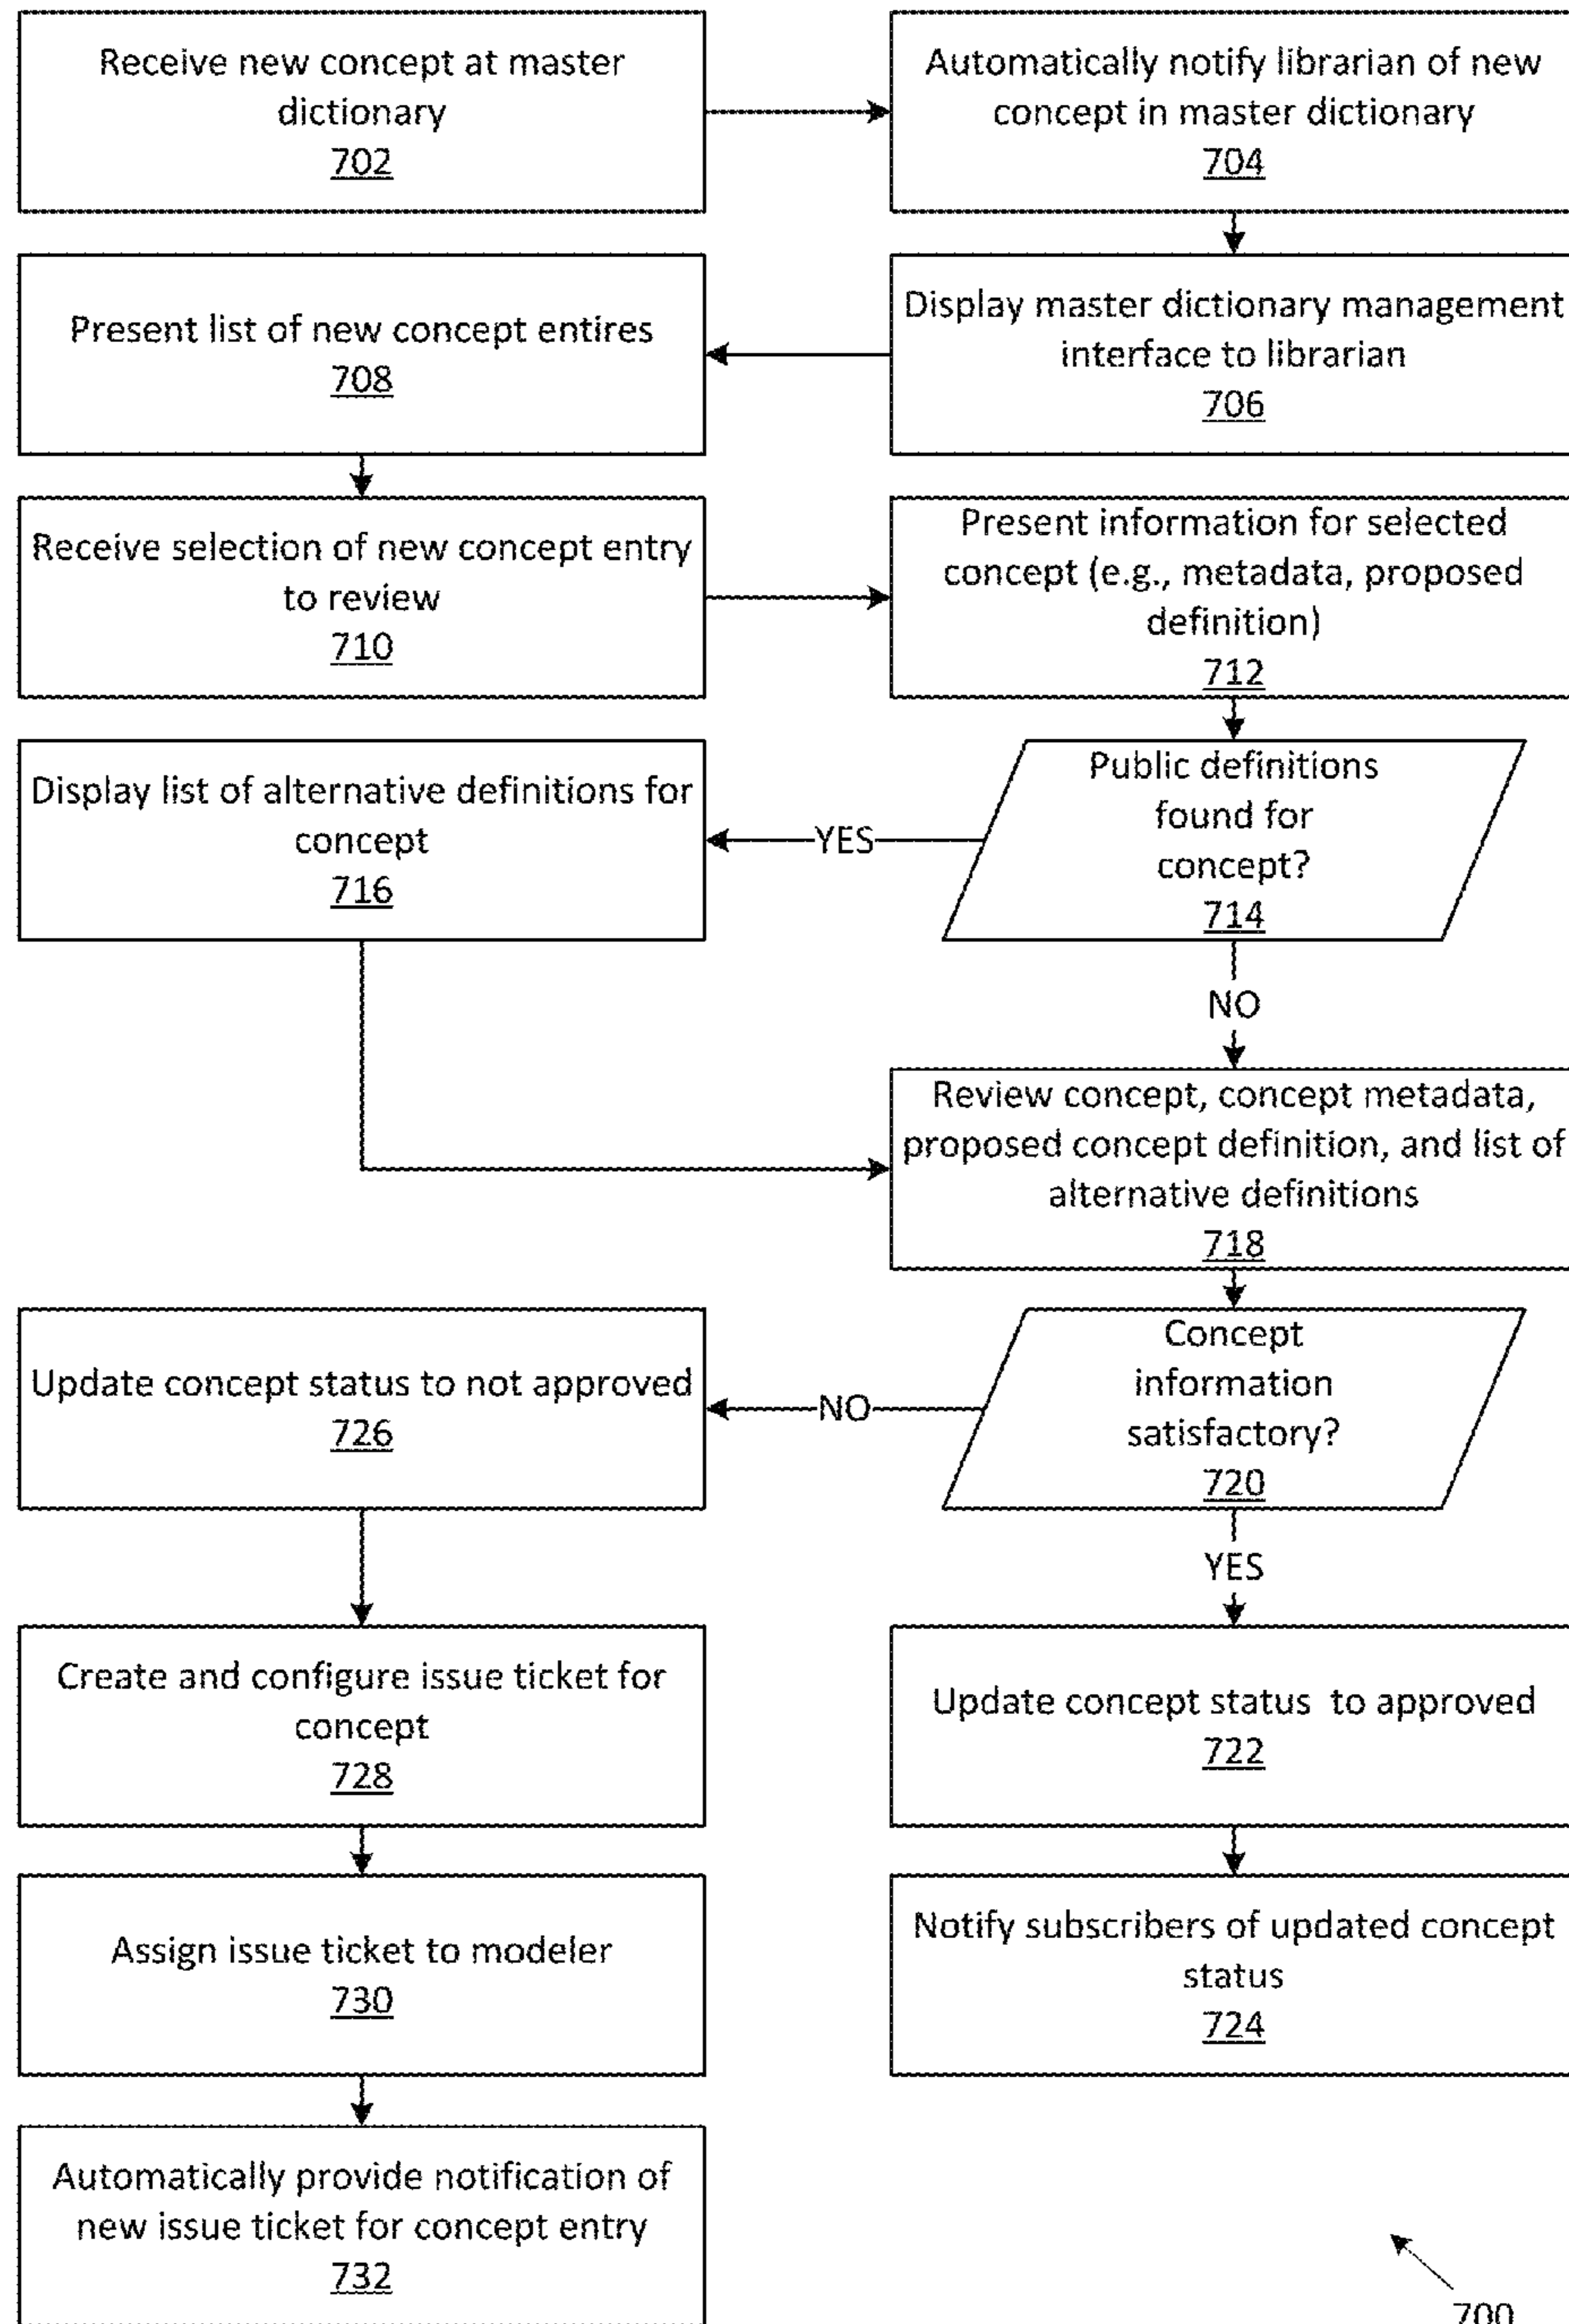 Receive new concept at master
dictionary
702
Automatically notify librarian of new
concept in master dictionary
704
Display master dictionary management
interface to librarian
706
Present list of new concept entires
708
Receive selection of new concept entry
to review
710
Present information for selected
concept (e.g., metadata, proposed
definition)
712
Public definitions
found for
concept?
714
YES
Display list of alternative definitions for
concept
716
NO
Review concept, concept metadata,
proposed concept definition, and list of
alternative definitions
718
Concept
information
satisfactory?
720
NO
Update concept status to not approved
726
YES
Create and configure issue ticket for
concept
728
Update concept status to approved
722
Assign issue ticket to modeler
730
Notify subscribers of updated concept
status
724
Automatically provide notification of
new issue ticket for concept entry
732
700